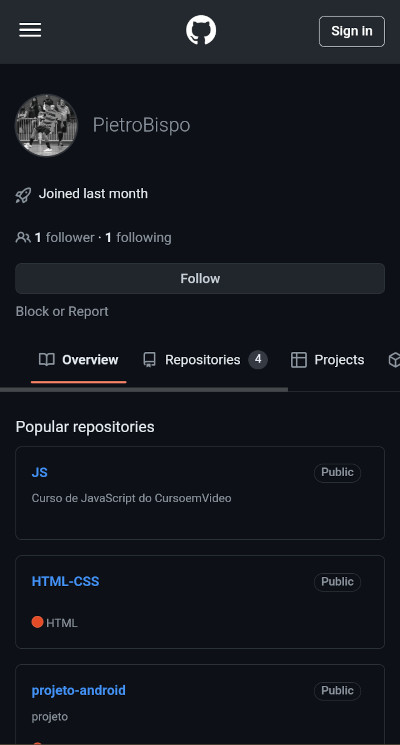 Sign in
PietroBispo
Joined last month
1 follower · 1 following
Follow
Block or Report
Overview Repositories 4 Projects
Popular repositories
JS Public
Curso de JavaScript do CursoemVideo
HTML-CSS Public
HTML
projeto-android Public
projeto